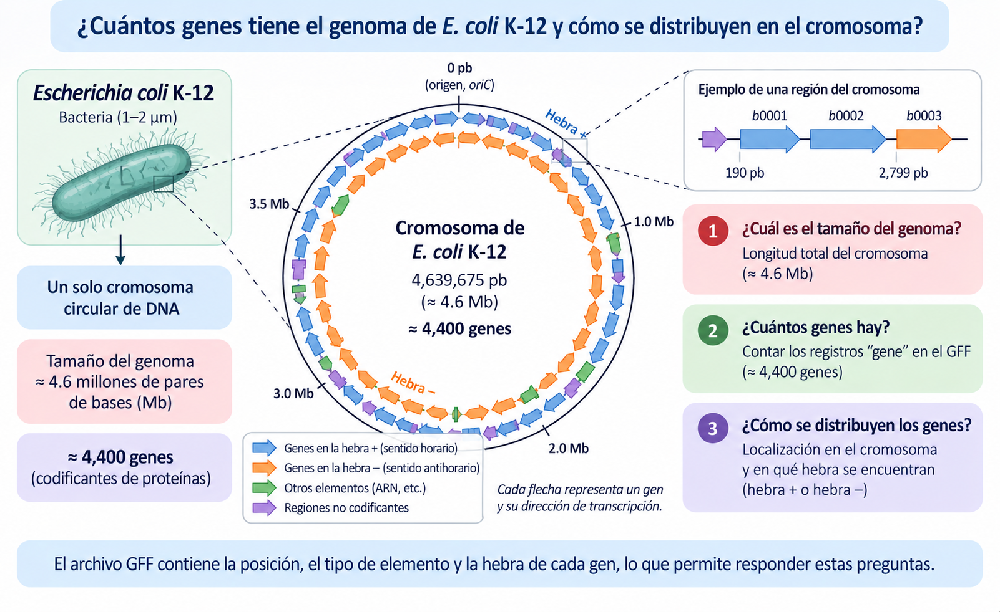 ¿Cuántos genes tiene el genoma de E. coli K-12 y cómo se distribuyen en el cromosoma?
Escherichia coli K-12
Bacteria (1–2 µm)
Un solo cromosoma
circular de DNA
Tamaño del genoma
≈ 4.6 millones de pares
de bases (Mb)
≈ 4,400 genes
(codificantes de proteínas)
0 pb
(origen, oriC)
Hebra +
1.0 Mb
2.0 Mb
3.0 Mb
3.5 Mb
Hebra –
Cromosoma de
E. coli K-12
4,639,675 pb
(≈ 4.6 Mb)
≈ 4,400 genes
Genes en la hebra + (sentido horario)
Genes en la hebra – (sentido antihorario)
Otros elementos (ARN, etc.)
Regiones no codificantes
Cada flecha representa un gen
y su dirección de transcripción.
Ejemplo de una región del cromosoma
b0001 b0002 b0003
190 pb 2,799 pb
1 ¿Cuál es el tamaño del genoma?
Longitud total del cromosoma
(≈ 4.6 Mb)
2 ¿Cuántos genes hay?
Contar los registros “gene” en el GFF
(≈ 4,400 genes)
3 ¿Cómo se distribuyen los genes?
Localización en el cromosoma
y en qué hebra se encuentran
(hebra + o hebra –)
El archivo GFF contiene la posición, el tipo de elemento y la hebra de cada gen, lo que permite responder estas preguntas.